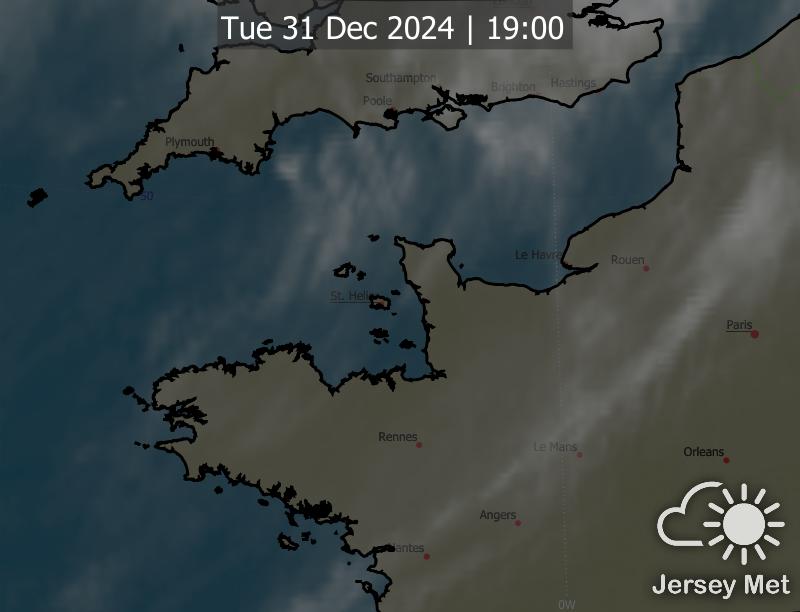 Tue 31 Dec 2024 | 19:00
Southampton
Brighton
Hastings
Poole
Plymouth
50
Le Havre
Rouen
St. Helier
Paris
Rennes
Le Mans
Orleans
Angers
Nantes
0W
Jersey Met